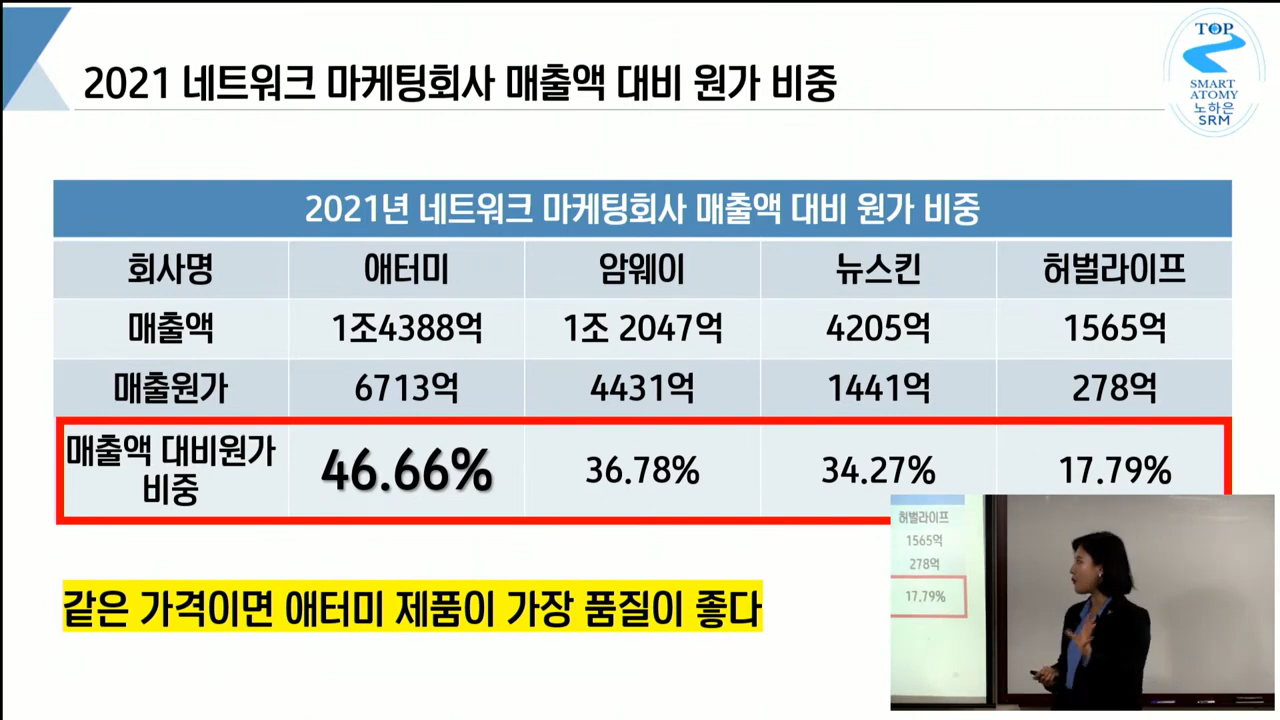 TOP
SMART
ATOMY
노하은
SRM
2021 네트워크 마케팅회사 매출액 대비 원가 비중
2021년 네트워크 마케팅회사 매출액 대비 원가 비중
회사명 애터미 암웨이 뉴스킨 허벌라이프
매출액 1조4388억 1조 2047억 4205억 1565억
매출원가 6713억 4431억 1441억 278억
매출액 대비원가
비중 46.66% 36.78% 34.27% 17.79%
같은 가격이면 애터미 제품이 가장 품질이 좋다
허벌라이프
1565억
278억
17.79%